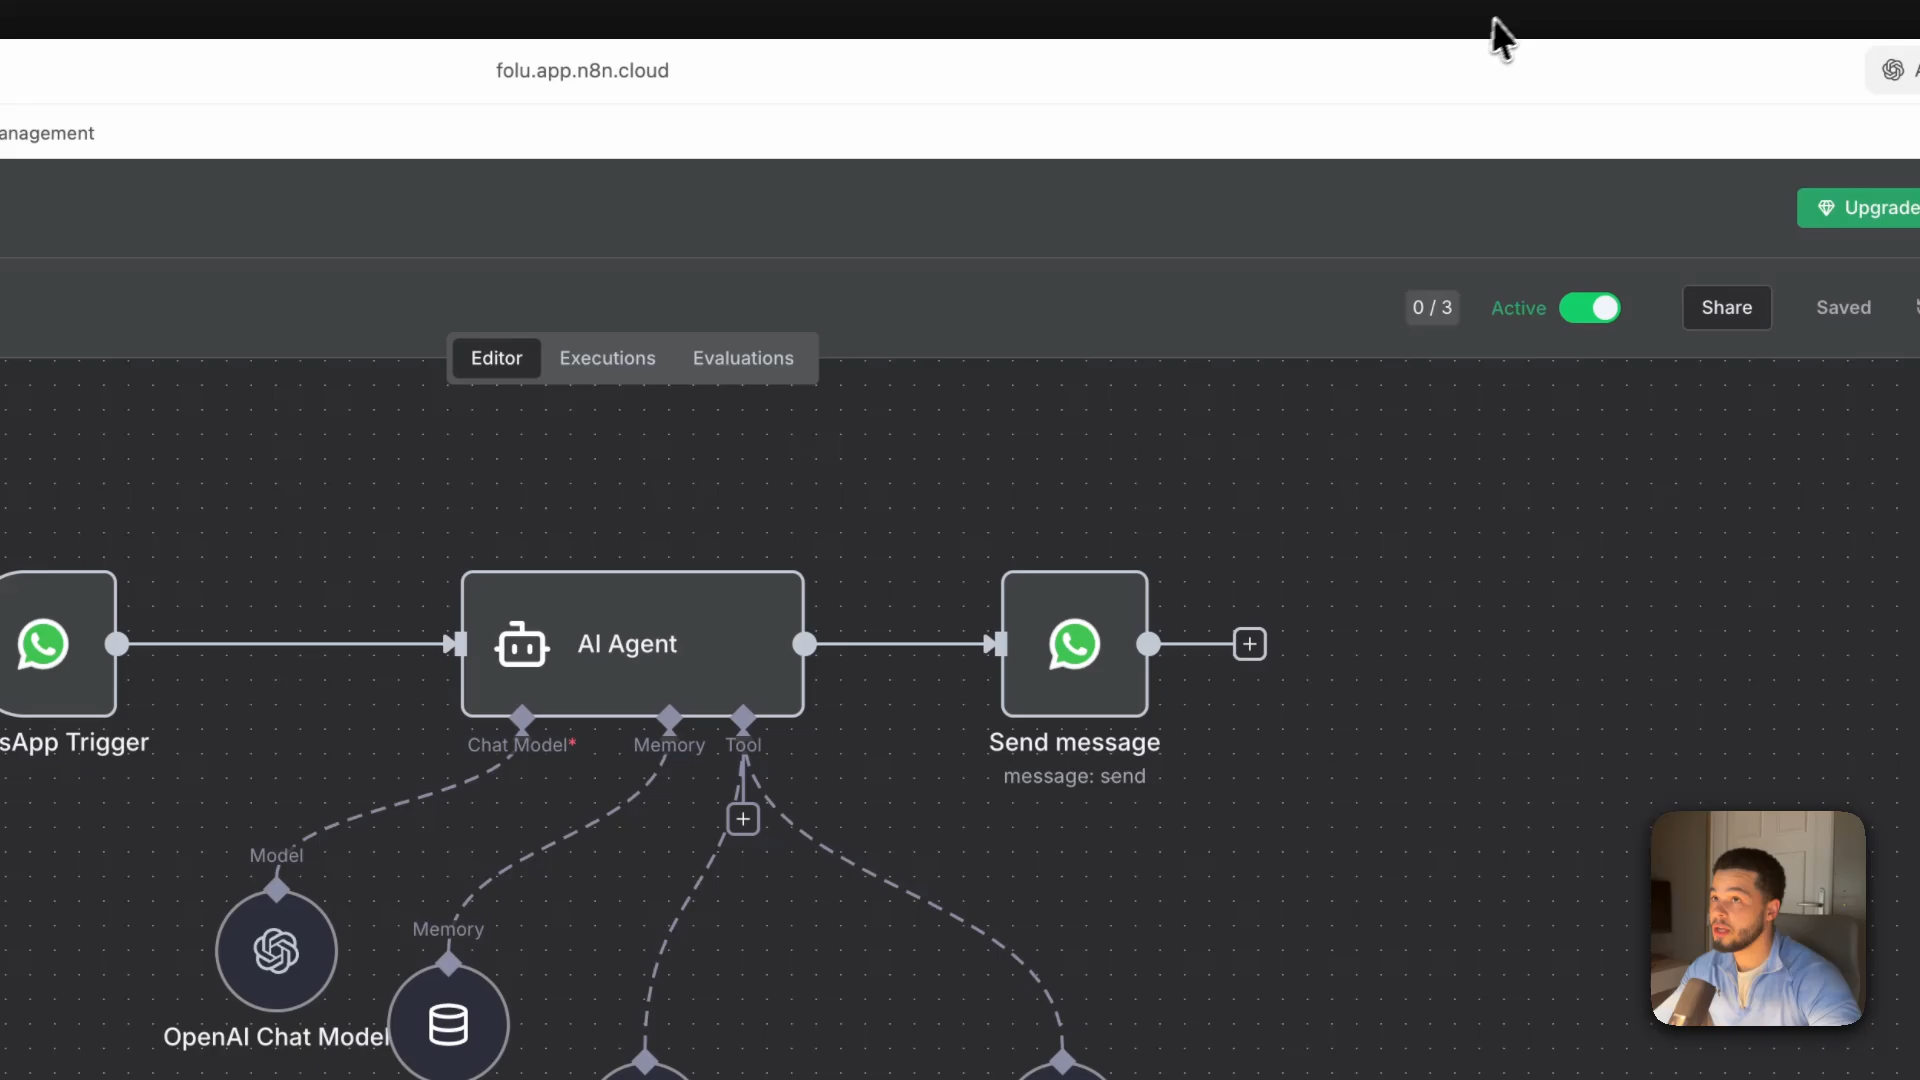 folu.app.n8n.cloud
A
anagement
Upgrade
0 / 3
Active
Share
Saved
Editor
Executions
Evaluations
AI Agent
sApp Trigger
Chat Model*
Memory
Tool
Send message
message: send
Model
Memory
OpenAI Chat Model